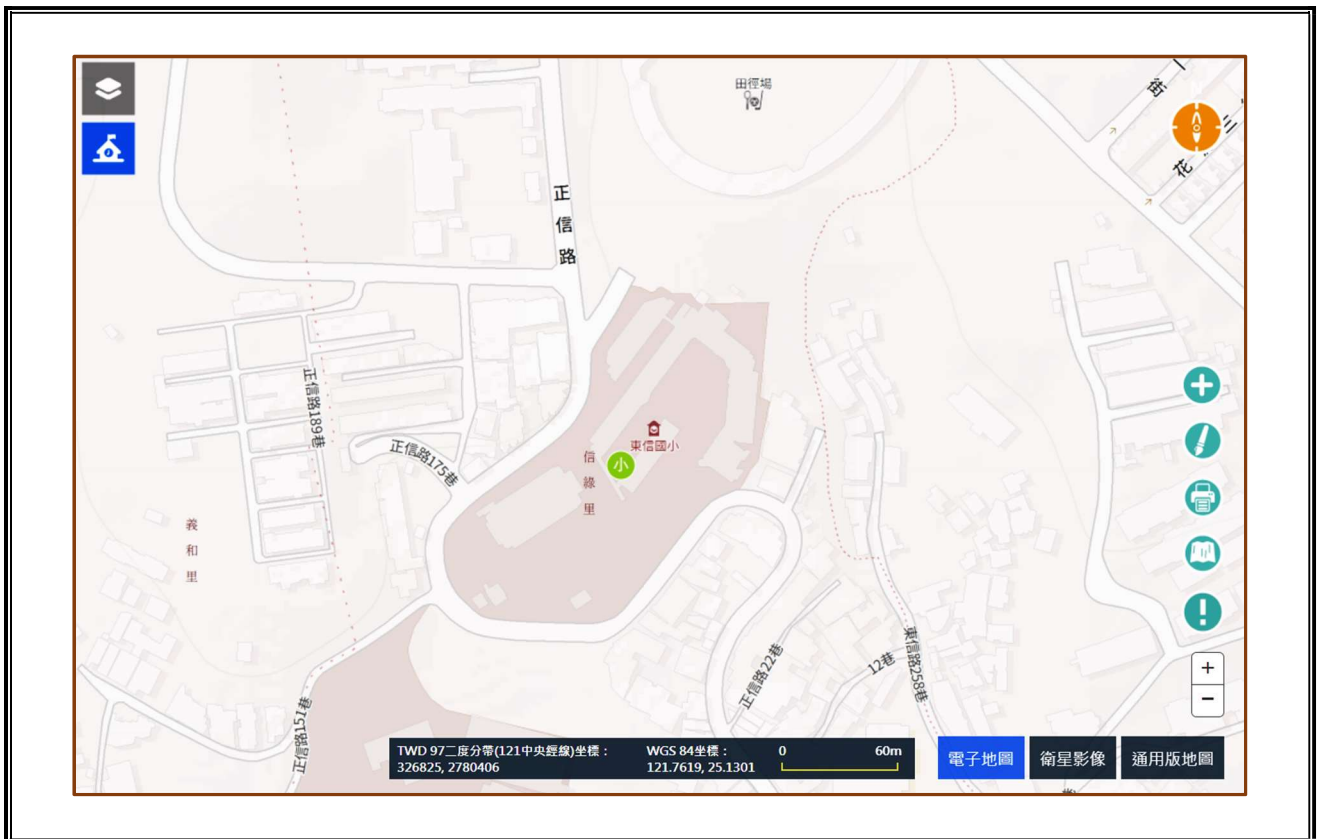 田徑場
正信路
一街
花三
正信路189巷
正信路175巷
東信國小
小
信綠里
義和里
正信路22巷
12巷
東信路258巷
正信路151巷
TWD 97二度分帶(121中央經線)坐標：
326825, 2780406
WGS 84坐標：
121.7619, 25.1301
0 60m
+
−
電子地圖
衛星影像
通用版地圖